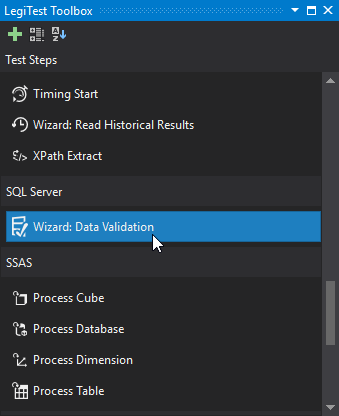 LegiTest Toolbox
Test Steps
Timing Start
Wizard: Read Historical Results
XPath Extract
SQL Server
Wizard: Data Validation
SSAS
Process Cube
Process Database
Process Dimension
Process Table